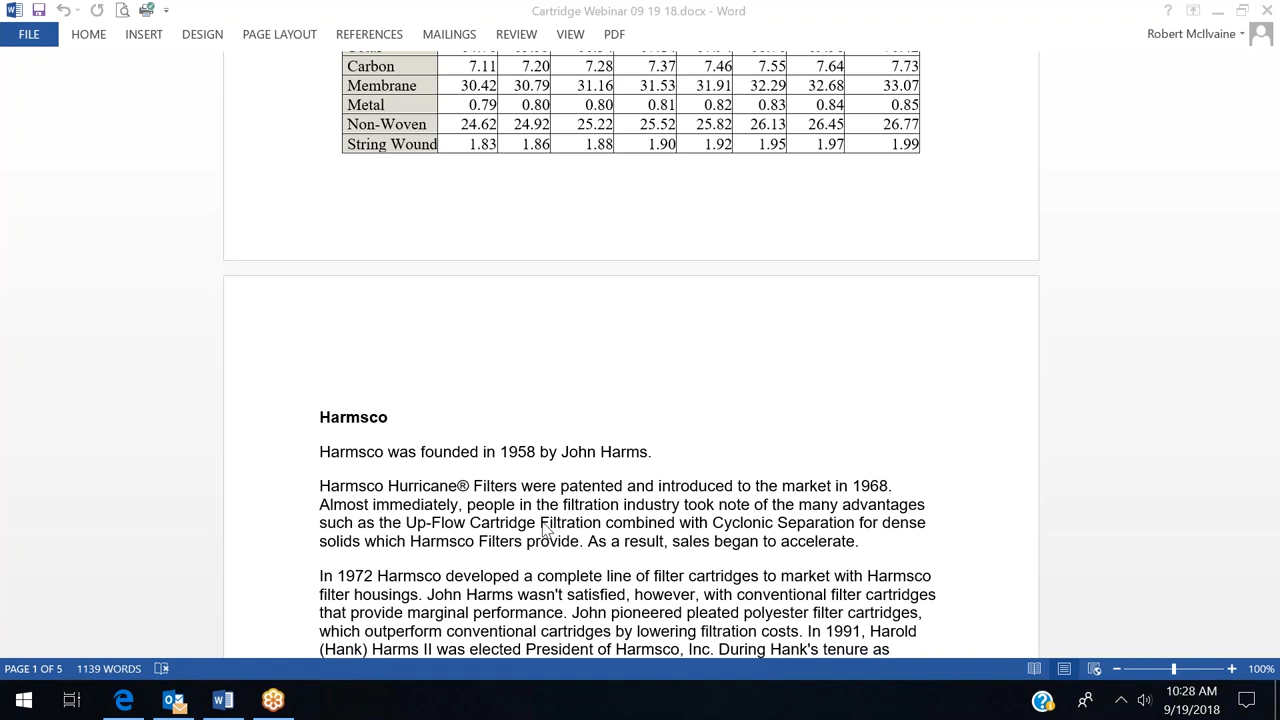 Cartridge Webinar 09 19 18.docx - Word
FILE HOME INSERT DESIGN PAGE LAYOUT REFERENCES MAILINGS REVIEW VIEW PDF Robert McIlvaine
Carbon 7.11 7.20 7.28 7.37 7.46 7.55 7.64 7.73
Membrane 30.42 30.79 31.16 31.53 31.91 32.29 32.68 33.07
Metal 0.79 0.80 0.80 0.81 0.82 0.83 0.84 0.85
Non-Woven 24.62 24.92 25.22 25.52 25.82 26.13 26.45 26.77
String Wound 1.83 1.86 1.88 1.90 1.92 1.95 1.97 1.99
Harmsco
Harmsco was founded in 1958 by John Harms.
Harmsco Hurricane® Filters were patented and introduced to the market in 1968.
Almost immediately, people in the filtration industry took note of the many advantages
such as the Up-Flow Cartridge Filtration combined with Cyclonic Separation for dense
solids which Harmsco Filters provide. As a result, sales began to accelerate.
In 1972 Harmsco developed a complete line of filter cartridges to market with Harmsco
filter housings. John Harms wasn't satisfied, however, with conventional filter cartridges
that provide marginal performance. John pioneered pleated polyester filter cartridges,
which outperform conventional cartridges by lowering filtration costs. In 1991, Harold
(Hank) Harms II was elected President of Harmsco, Inc. During Hank's tenure as
PAGE 1 OF 5 1139 WORDS 100%
10:28 AM
9/19/2018